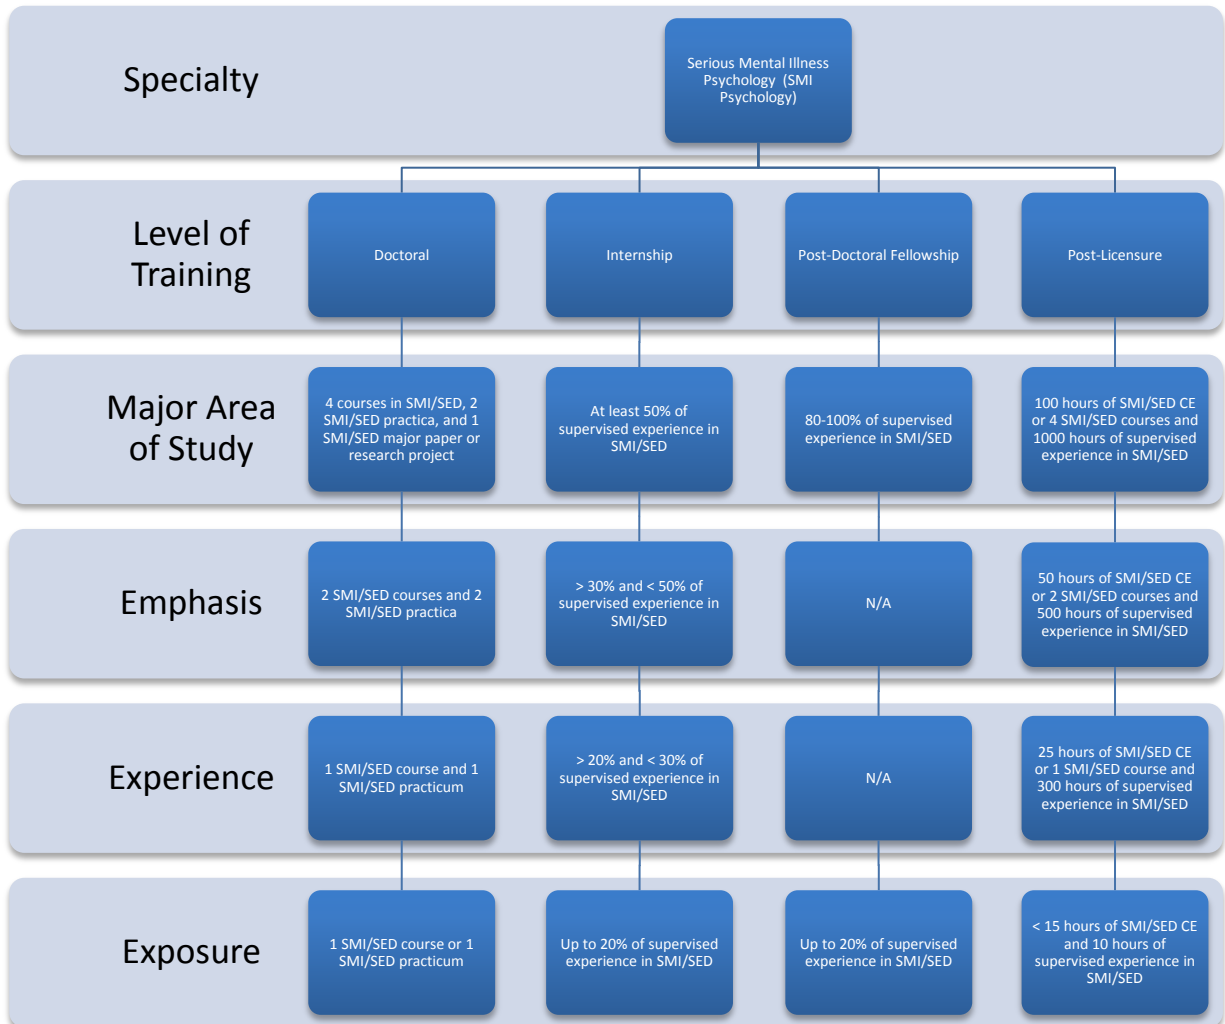 Specialty
Serious Mental Illness
Psychology (SMI
Psychology)
Level of
Training
Doctoral
Internship
Post-Doctoral Fellowship
Post-Licensure
Major Area
of Study
4 courses in SMI/SED, 2
SMI/SED practica, and 1
SMI/SED major paper or
research project
At least 50% of
supervised experience in
SMI/SED
80-100% of supervised
experience in SMI/SED
100 hours of SMI/SED CE
or 4 SMI/SED courses and
1000 hours of supervised
experience in SMI/SED
Emphasis
2 SMI/SED courses and 2
SMI/SED practica
> 30% and < 50% of
supervised experience in
SMI/SED
N/A
50 hours of SMI/SED CE
or 2 SMI/SED courses and
500 hours of supervised
experience in SMI/SED
Experience
1 SMI/SED course and 1
SMI/SED practicum
> 20% and < 30% of
supervised experience in
SMI/SED
N/A
25 hours of SMI/SED CE
or 1 SMI/SED course and
300 hours of supervised
experience in SMI/SED
Exposure
1 SMI/SED course or 1
SMI/SED practicum
Up to 20% of supervised
experience in SMI/SED
Up to 20% of supervised
experience in SMI/SED
< 15 hours of SMI/SED CE
and 10 hours of
supervised experience in
SMI/SED